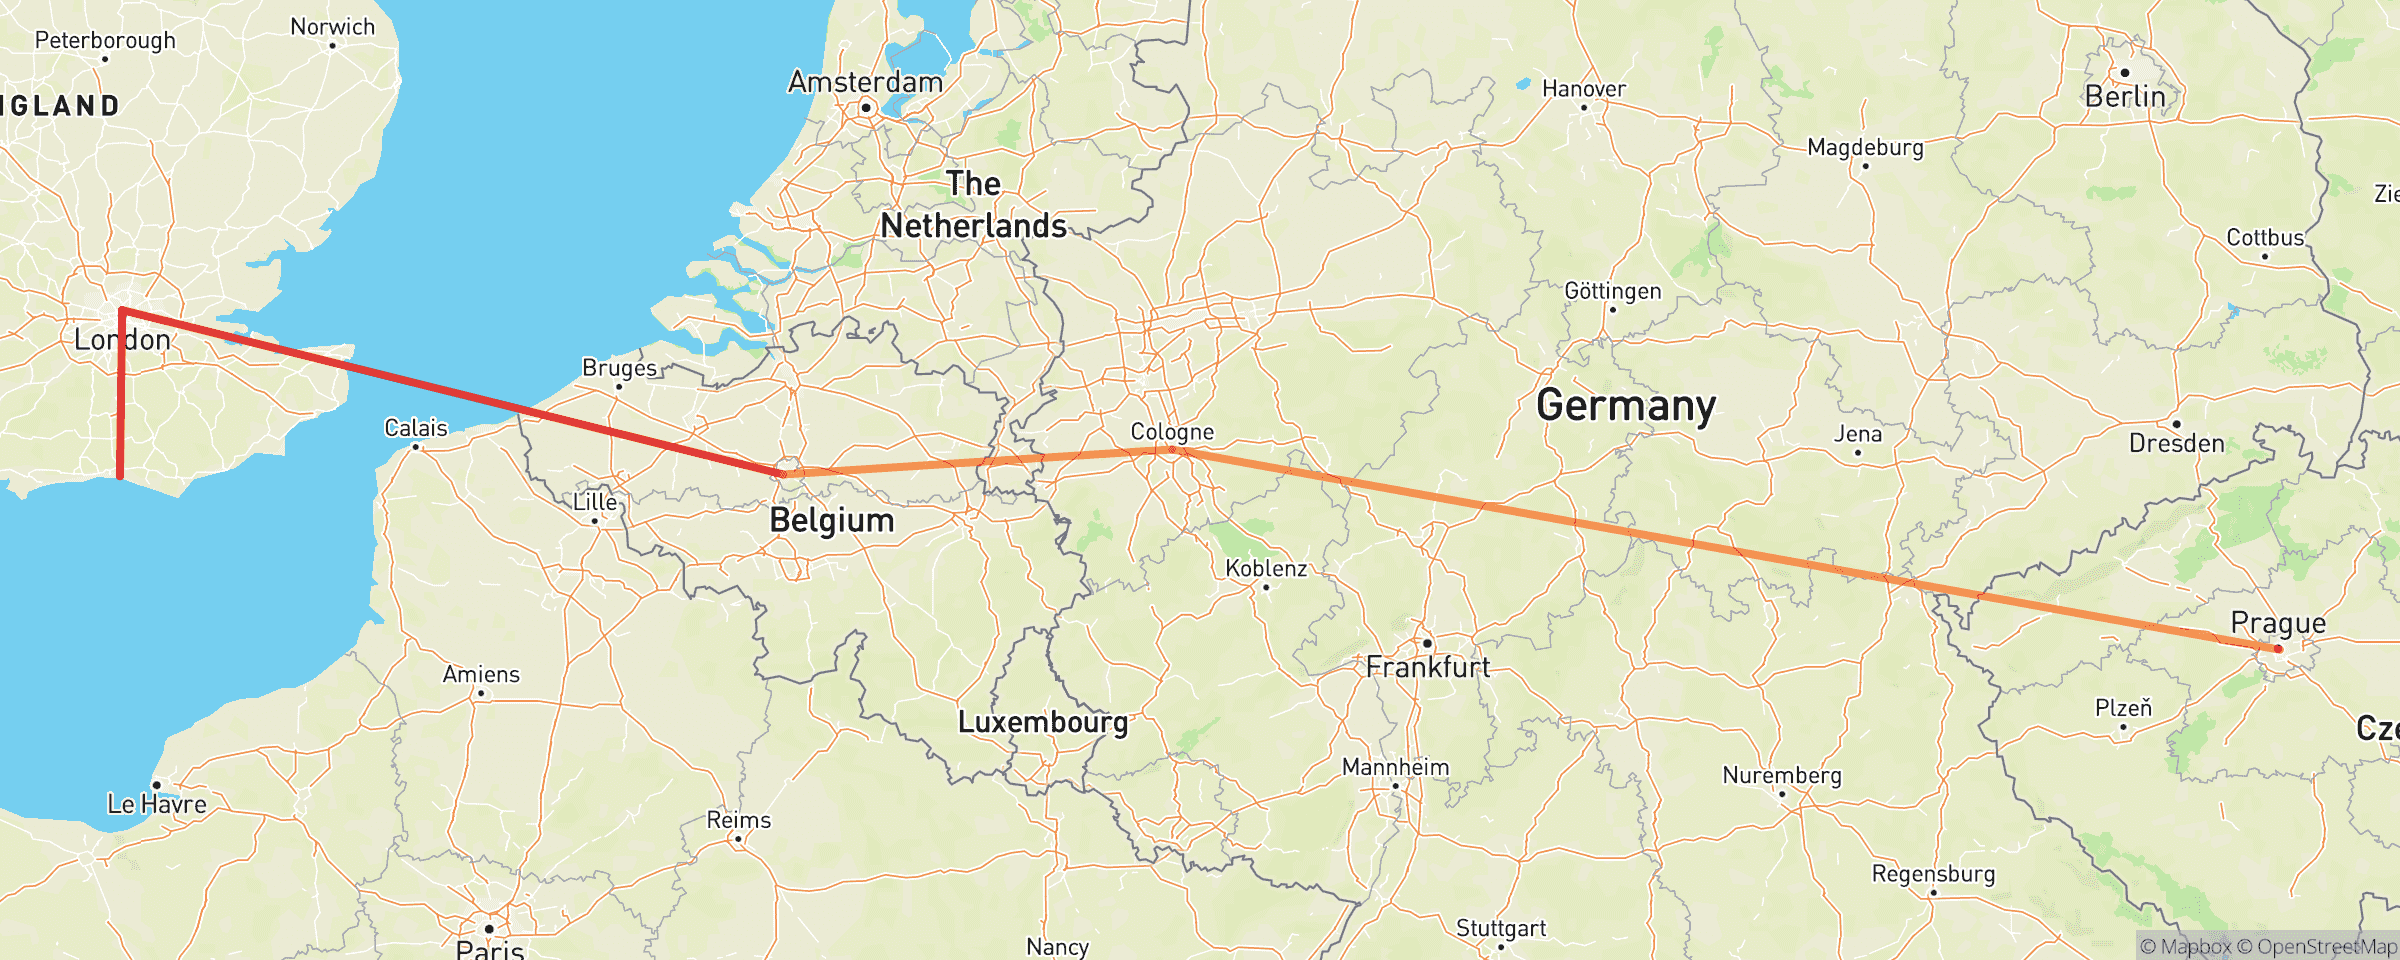 Norwich
Peterborough
Amsterdam
Hanover
Berlin
NGLAND
Magdeburg
The
Netherlands
Zie
Cottbus
Göttingen
London
Bruges
Germany
Calais
Cologne
Jena
Dresden
Lille
Belgium
Koblenz
Prague
Frankfurt
Amiens
Luxembourg
Plzeň
Cze
Mannheim
Nuremberg
Le Havre
Reims
Regensburg
Stuttgart
Nancy
Paris
© Mapbox © OpenStreetMap